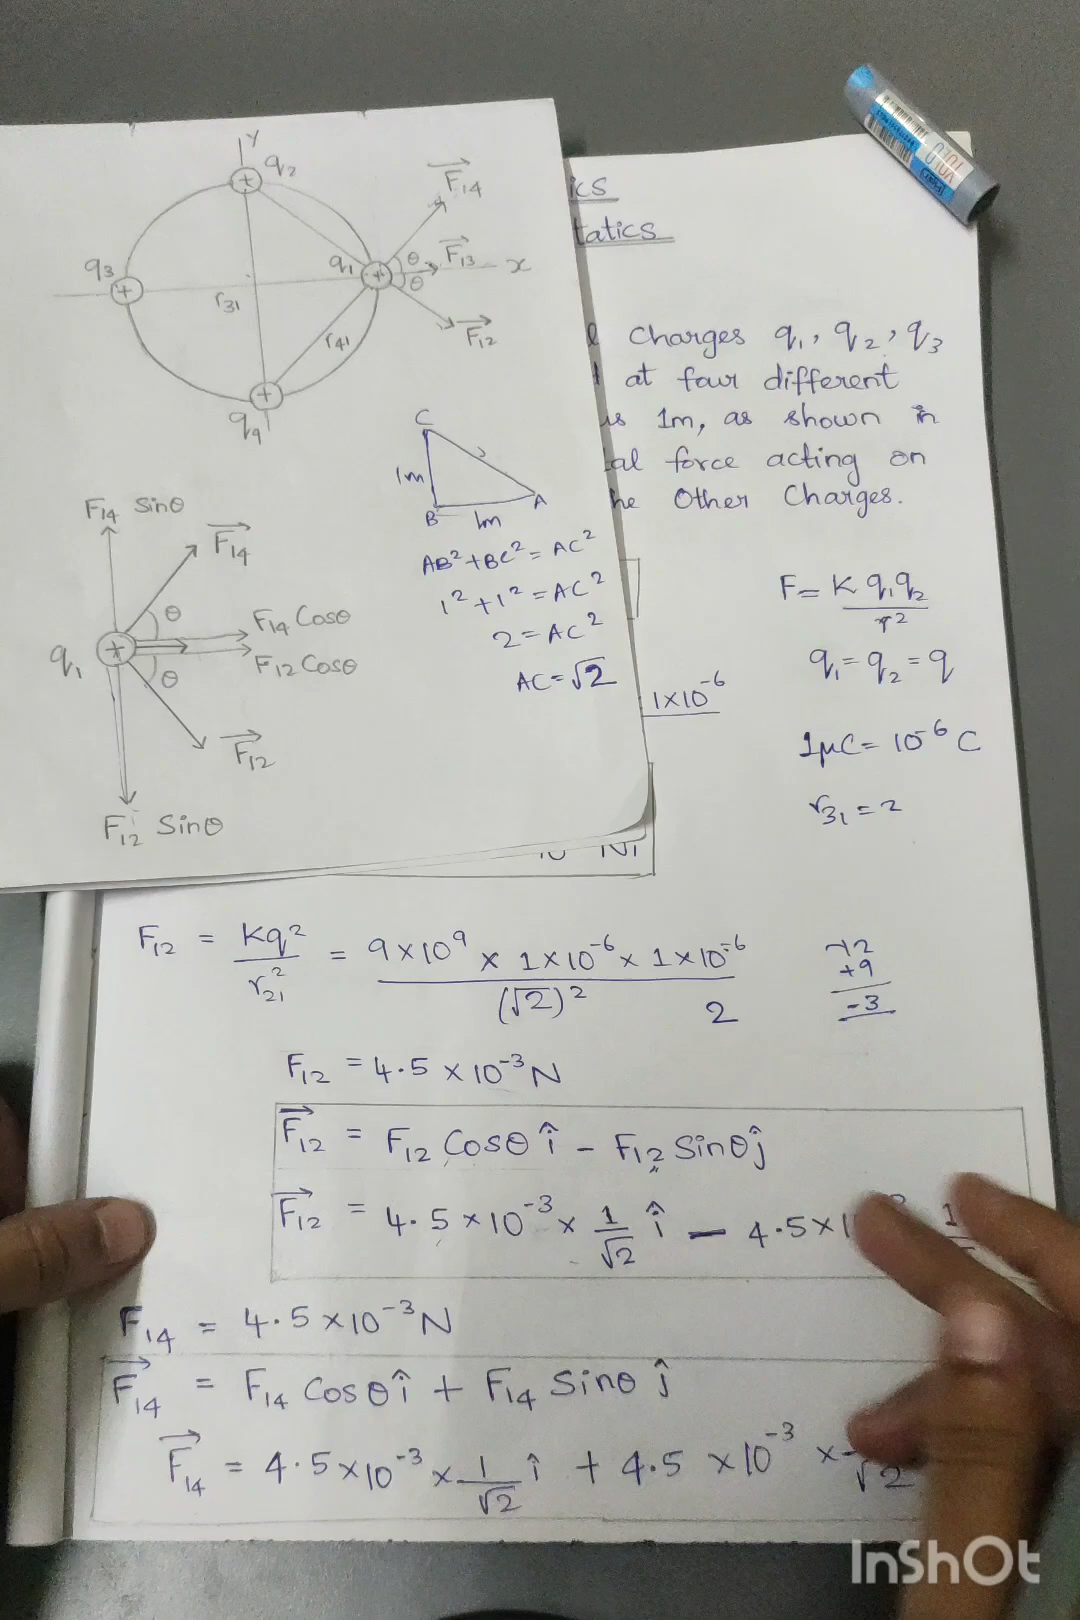 Y
q2
F14
q3
q1
θ
F13
x
θ
r31
r41
F12
q4
C
1m
B
1m
A
AB²+BC²=AC²
1²+1²=AC²
2=AC²
AC=√2
F14 Sinθ
F14
θ
F14 Cosθ
q1
F12 Cosθ
θ
F12
F12 Sinθ
ics
tatics
charges q1, q2, q3
at four different
is 1m, as shown in
force acting on
Other Charges.
F= K q1q2
r²
q1=q2=q
1×10⁻⁶
1μC= 10⁻⁶ C
r31=2
F12 = Kq² = 9×10⁹ × 1×10⁻⁶ × 1×10⁻⁶
r21² (√2)² 2
-12
+9
-3
F12 = 4.5 × 10⁻³ N
F12 = F12 Cosθ î - F12 Sinθ ĵ
F12 = 4.5 × 10⁻³ × 1 î - 4.5×1
√2
F14 = 4.5 ×10⁻³ N
F14 = F14 Cosθ î + F14 Sinθ ĵ
F14 = 4.5×10⁻³ × 1 î + 4.5 ×10⁻³ ×
√2 √2
InShOt